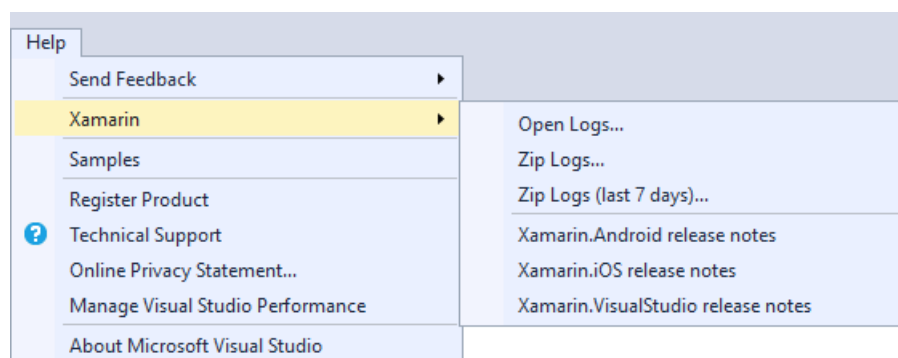 Help
Send Feedback
Xamarin
Samples
Register Product
Technical Support
Online Privacy Statement...
Manage Visual Studio Performance
About Microsoft Visual Studio
Open Logs...
Zip Logs...
Zip Logs (last 7 days)...
Xamarin.Android release notes
Xamarin.iOS release notes
Xamarin.VisualStudio release notes